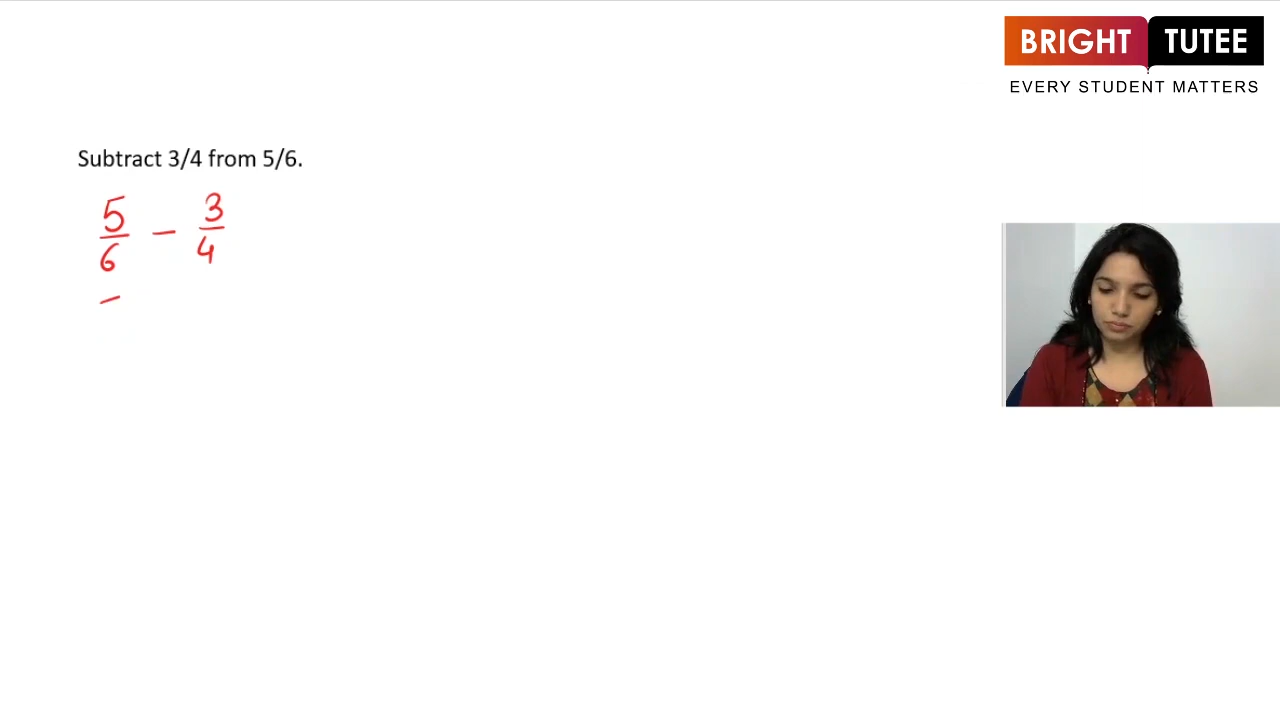 BRIGHT TUTEE
EVERY STUDENT MATTERS
Subtract 3/4 from 5/6.
5/6 − 3/4
−